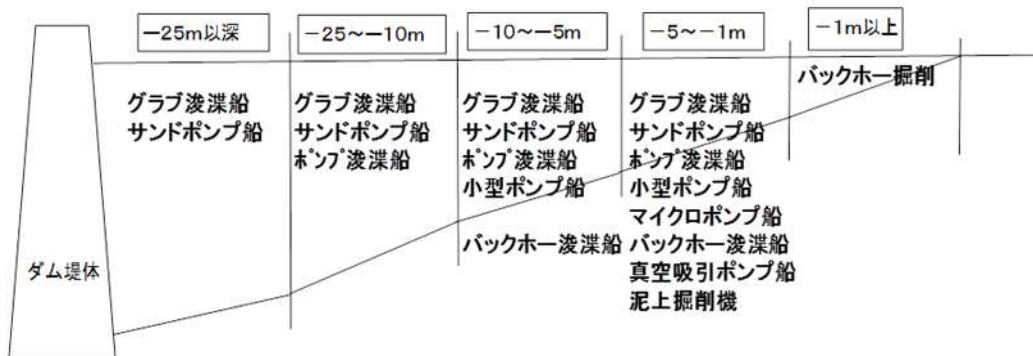 －25m以深
－25～－10m
－10～－5m
－5～－1m
－1m以上
グラブ浚渫船
サンドポンプ船
グラブ浚渫船
サンドポンプ船
ポンプ浚渫船
グラブ浚渫船
サンドポンプ船
ポンプ浚渫船
小型ポンプ船
バックホー浚渫船
グラブ浚渫船
サンドポンプ船
ポンプ浚渫船
小型ポンプ船
マイクロポンプ船
バックホー浚渫船
真空吸引ポンプ船
泥上掘削機
バックホー掘削
ダム堤体